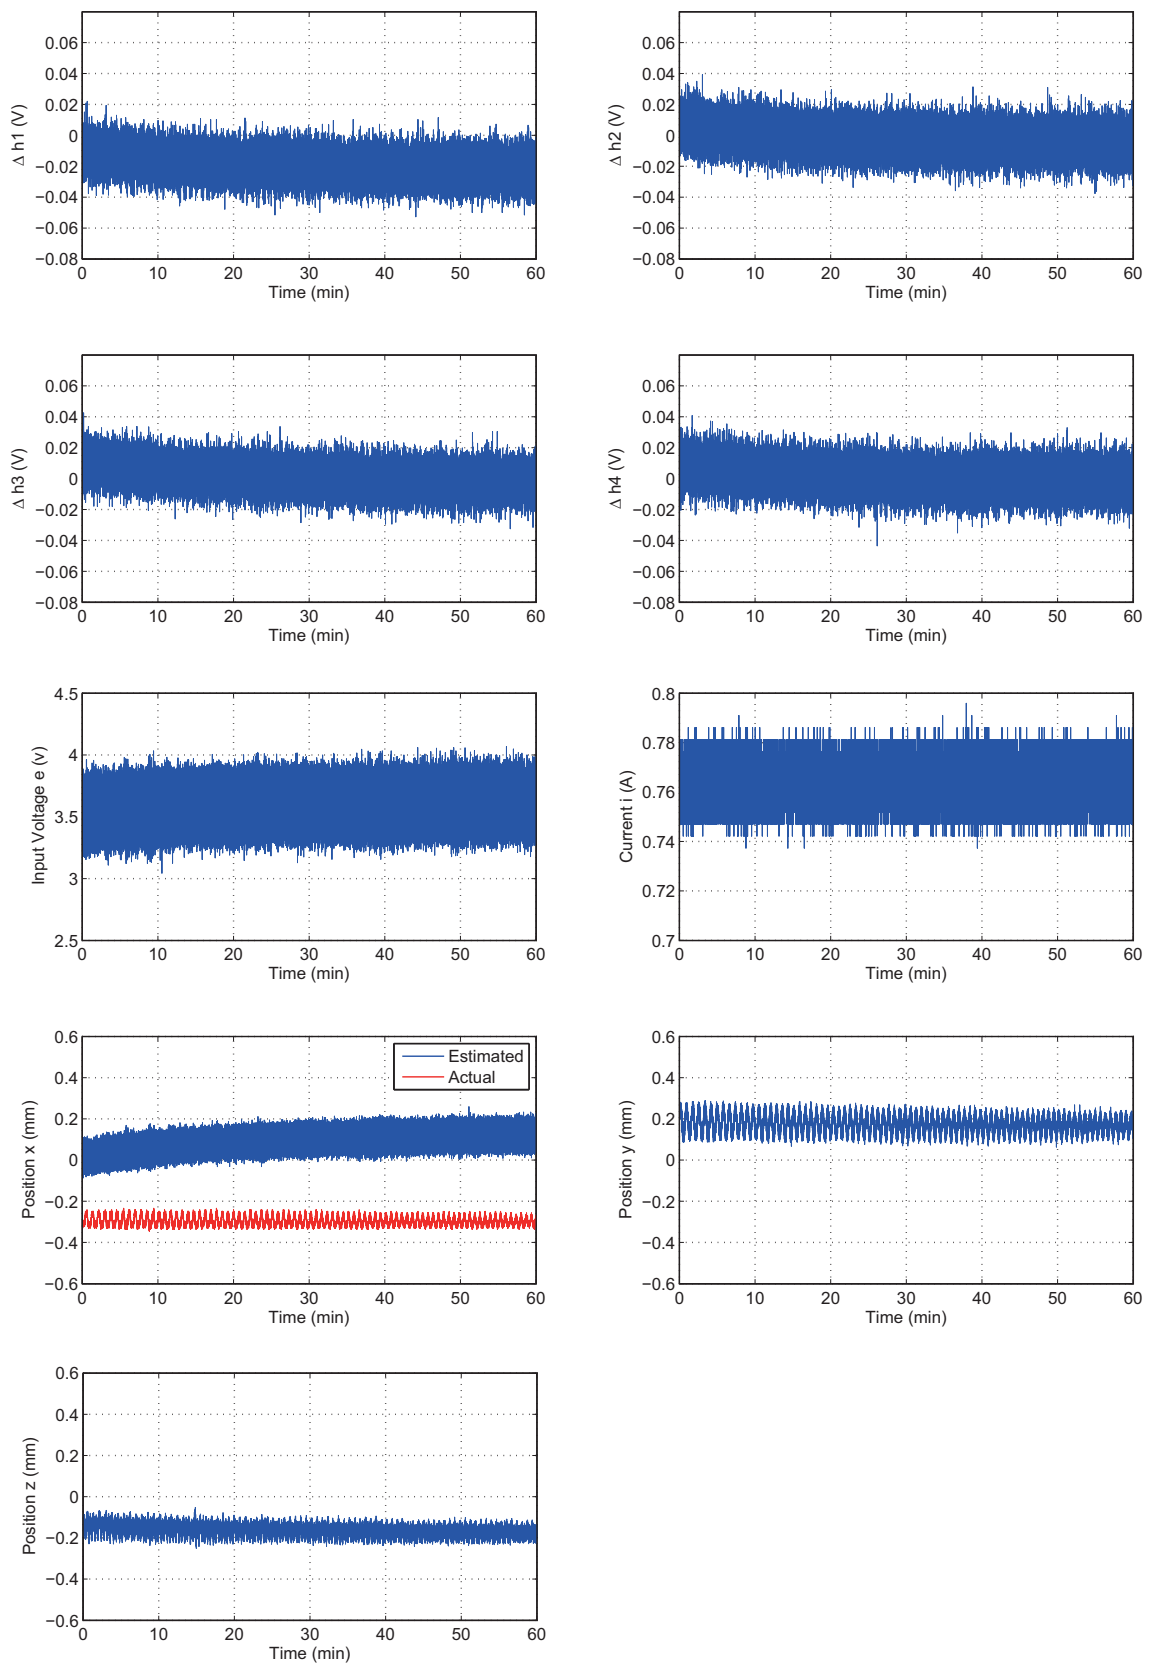 0.06
0.04
0.02
0
−0.02
−0.04
−0.06
−0.08
Δ h1 (V)
0 10 20 30 40 50 60
Time (min)
0.06
0.04
0.02
0
−0.02
−0.04
−0.06
−0.08
Δ h2 (V)
0 10 20 30 40 50 60
Time (min)
0.06
0.04
0.02
0
−0.02
−0.04
−0.06
−0.08
Δ h3 (V)
0 10 20 30 40 50 60
Time (min)
0.06
0.04
0.02
0
−0.02
−0.04
−0.06
−0.08
Δ h4 (V)
0 10 20 30 40 50 60
Time (min)
4.5
4
3.5
3
2.5
Input Voltage e (v)
0 10 20 30 40 50 60
Time (min)
0.8
0.78
0.76
0.74
0.72
0.7
Current i (A)
0 10 20 30 40 50 60
Time (min)
0.6
0.4
0.2
0
−0.2
−0.4
−0.6
Position x (mm)
Estimated
Actual
0 10 20 30 40 50 60
Time (min)
0.6
0.4
0.2
0
−0.2
−0.4
−0.6
Position y (mm)
0 10 20 30 40 50 60
Time (min)
0.6
0.4
0.2
0
−0.2
−0.4
−0.6
Position z (mm)
0 10 20 30 40 50 60
Time (min)